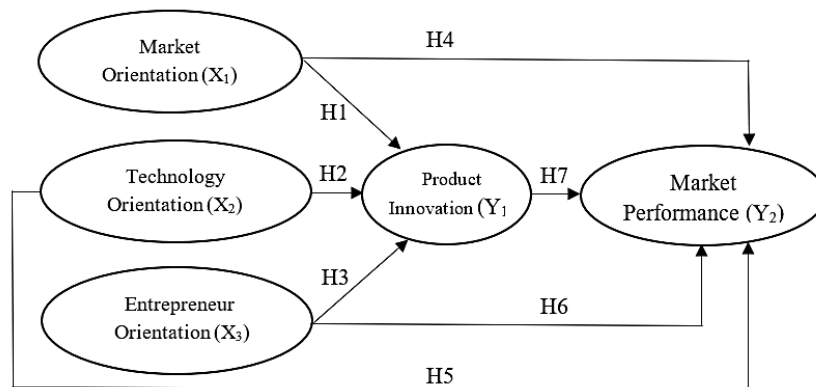 Market
Orientation (X₁)
H4
H1
Technology
Orientation (X₂)
H2
Product
Innovation (Y₁
H7
Market
Performance (Y₂)
H3
Entrepreneur
Orientation (X₃)
H6
H5